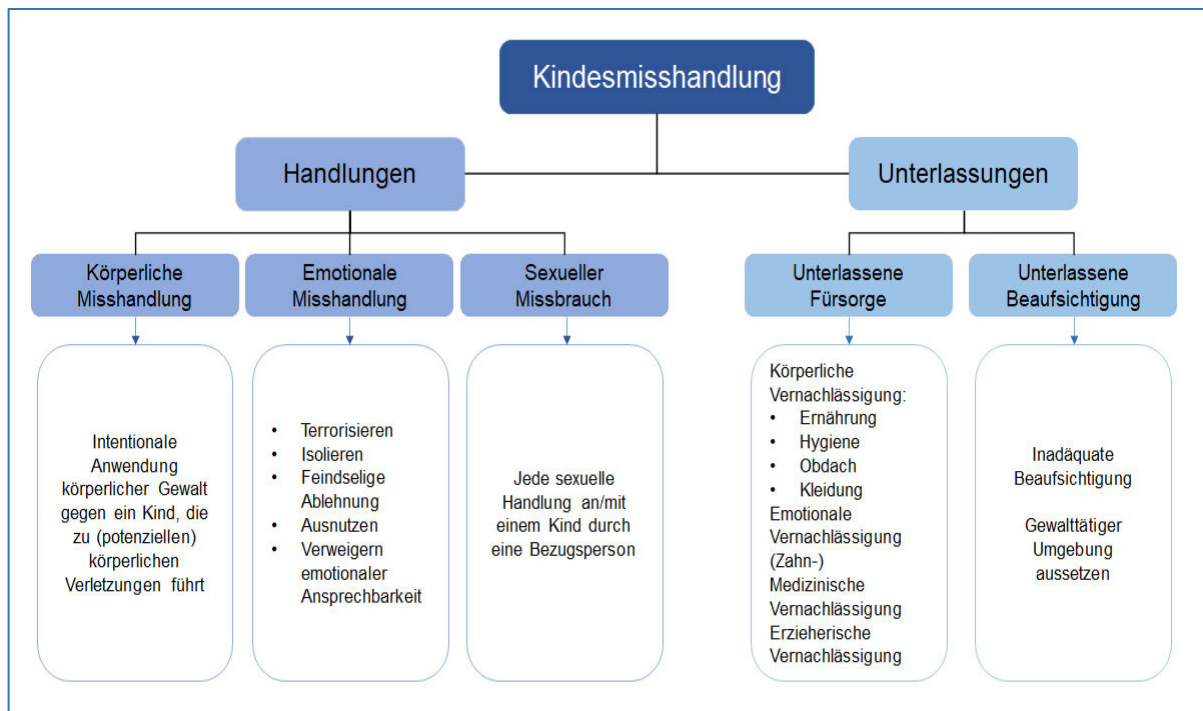 Kindesmisshandlung
Handlungen
Unterlassungen
Körperliche
Misshandlung
Emotionale
Misshandlung
Sexueller
Missbrauch
Unterlassene
Fürsorge
Unterlassene
Beaufsichtigung
Intentionale
Anwendung
körperlicher Gewalt
gegen ein Kind, die
zu (potenziellen)
körperlichen
Verletzungen führt
• Terrorisieren
• Isolieren
• Feindselige
Ablehnung
• Ausnutzen
• Verweigern
emotionaler
Ansprechbarkeit
Jede sexuelle
Handlung an/mit
einem Kind durch
eine Bezugsperson
Körperliche
Vernachlässigung:
• Ernährung
• Hygiene
• Obdach
• Kleidung
Emotionale
Vernachlässigung
(Zahn-)
Medizinische
Vernachlässigung
Erzieherische
Vernachlässigung
Inadäquate
Beaufsichtigung
Gewalttätiger
Umgebung
aussetzen